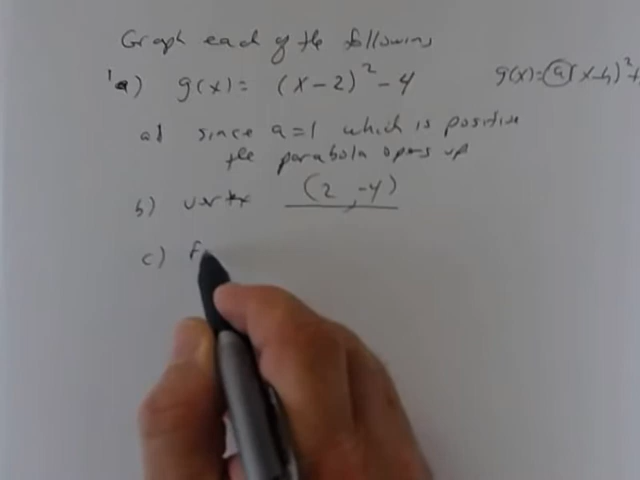 Graph each of the following
1a) g(x) = (x-2)² - 4
g(x) = a(x-h)² +
a) since a=1 which is positive
the parabola opens up
b) vertex (2, -4)
c) F